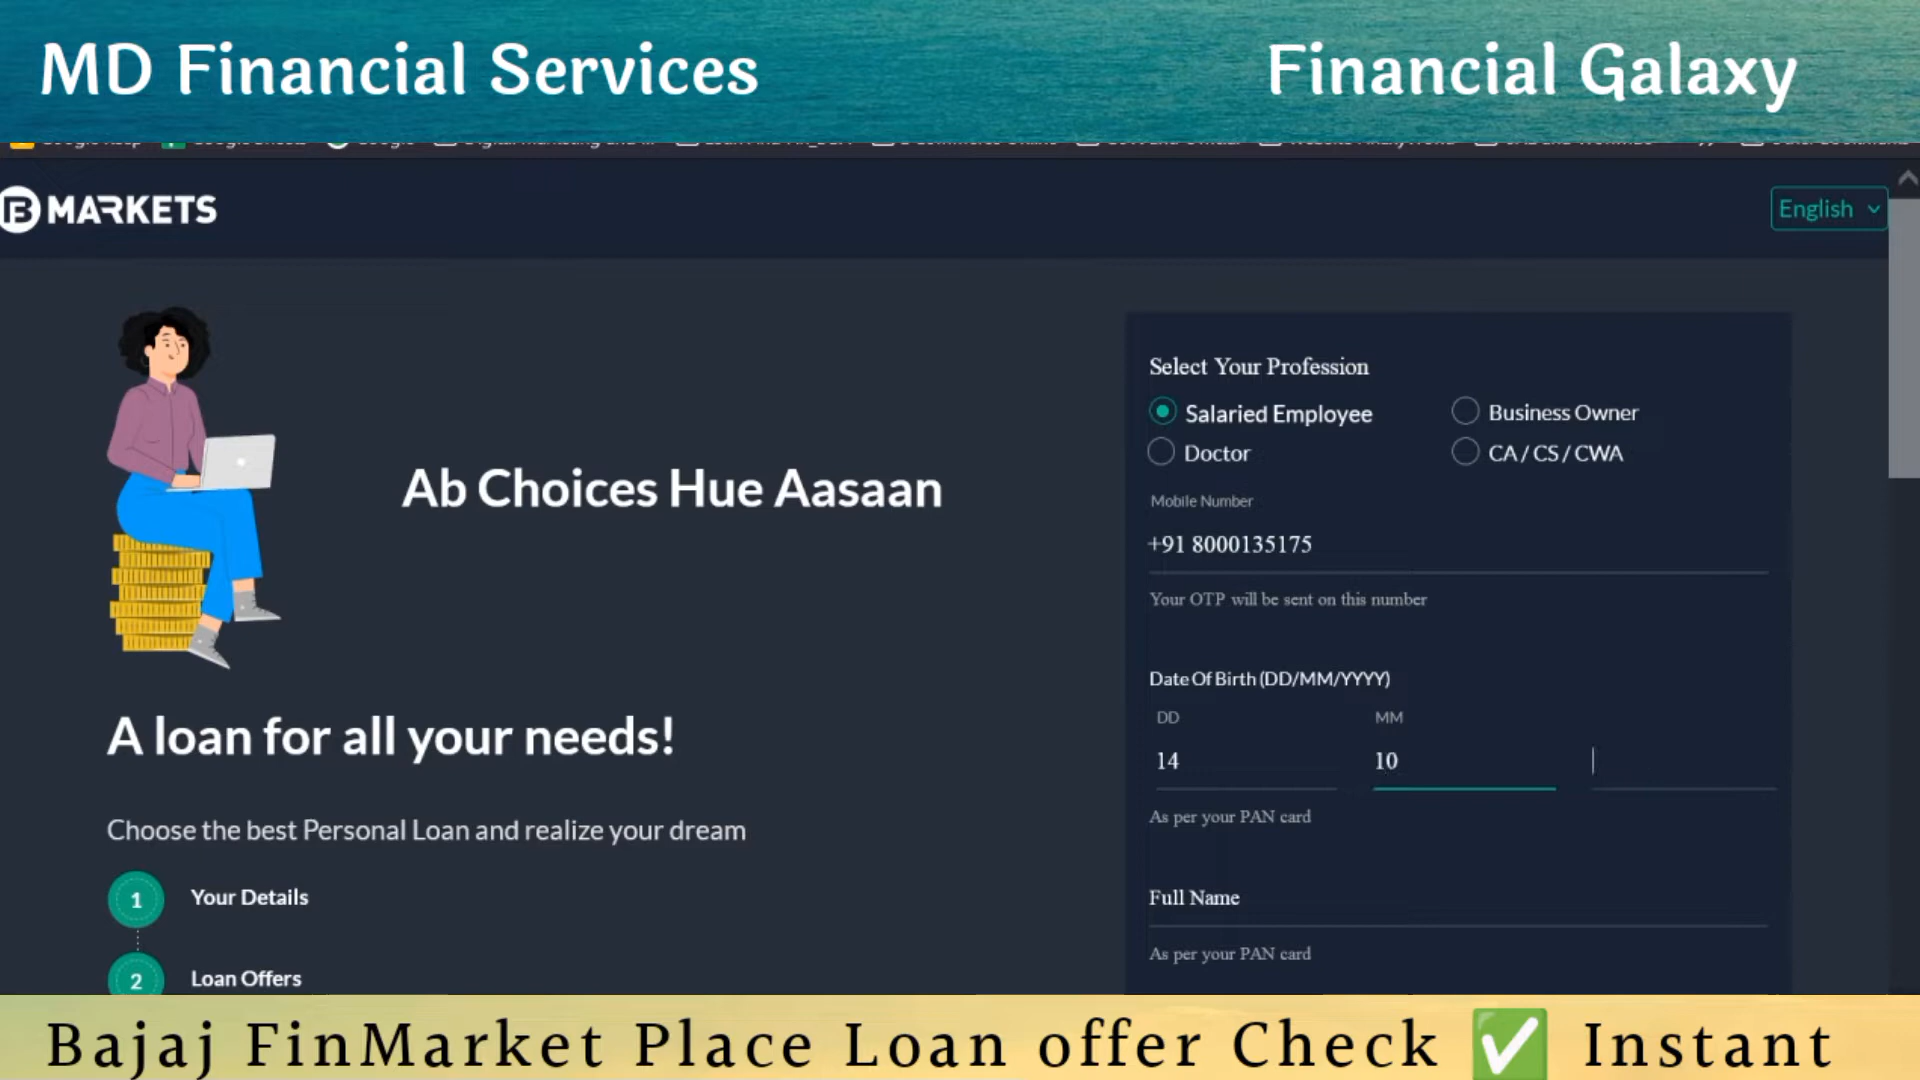 MD Financial Services
Financial Galaxy
B MARKETS
English
Ab Choices Hue Aasaan
A loan for all your needs!
Choose the best Personal Loan and realize your dream
1 Your Details
2 Loan Offers
Select Your Profession
Salaried Employee
Business Owner
Doctor
CA / CS / CWA
Mobile Number
+91 8000135175
Your OTP will be sent on this number
Date Of Birth (DD/MM/YYYY)
DD MM
14 10
As per your PAN card
Full Name
As per your PAN card
Bajaj FinMarket Place Loan offer Check ✅ Instant